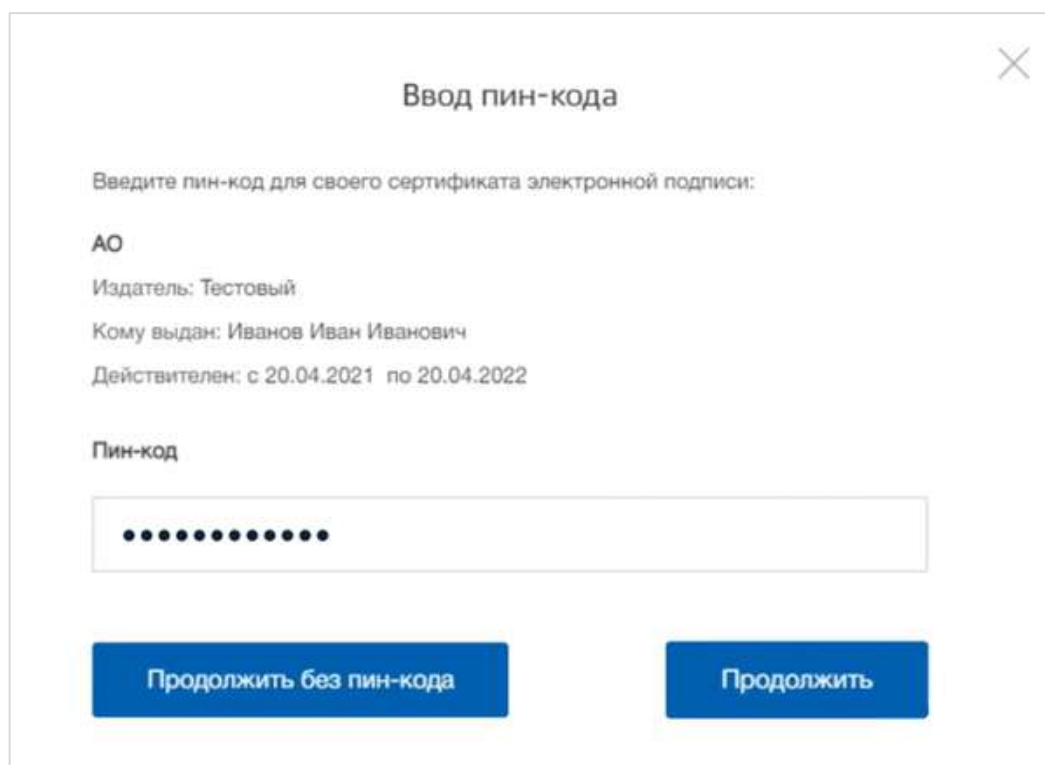 Ввод пин-кода
Введите пин-код для своего сертификата электронной подписи:
АО
Издатель: Тестовый
Кому выдан: Иванов Иван Иванович
Действителен: с 20.04.2021 по 20.04.2022
Пин-код
••••••••••••
Продолжить без пин-кода Продолжить